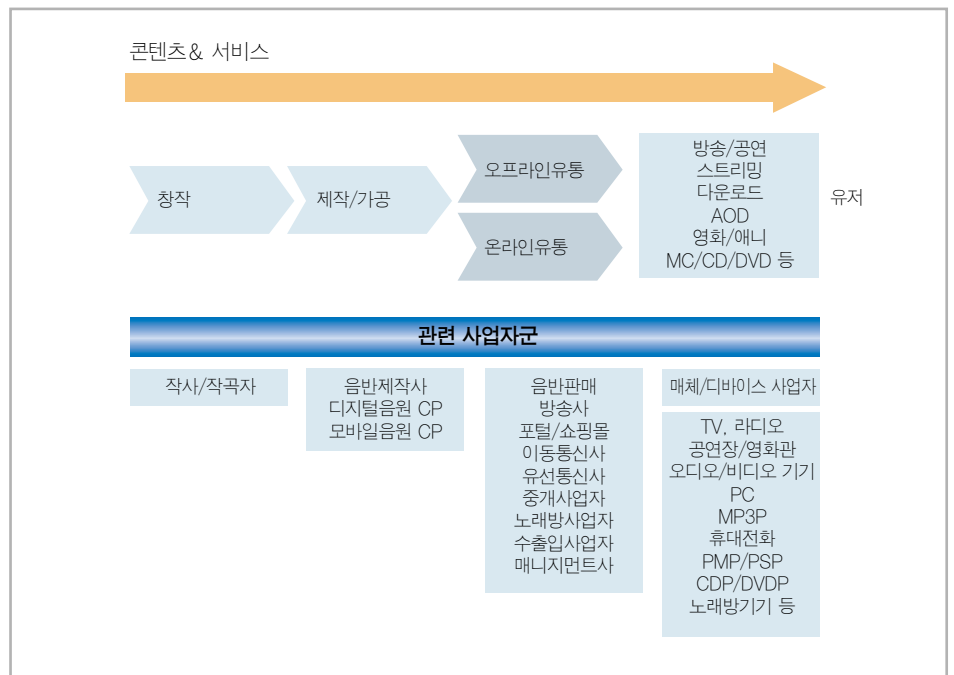 콘텐츠& 서비스
창작
제작/가공
오프라인유통
온라인유통
방송/공연
스트리밍
다운로드
AOD
영화/애니
MC/CD/DVD 등
유저
관련 사업자군
작사/작곡자
음반제작사
디지털음원 CP
모바일음원 CP
음반판매
방송사
포털/쇼핑몰
이동통신사
유선통신사
중개사업자
노래방사업자
수출입사업자
매니지먼트사
매체/디바이스 사업자
TV, 라디오
공연장/영화관
오디오/비디오 기기
PC
MP3P
휴대전화
PMP/PSP
CDP/DVDP
노래방기기 등